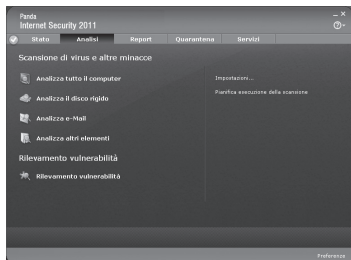 Panda
Internet Security 2011
Stato Analisi Report Quarantena Servizi
Scansione di virus e altre minacce
Analizza tutto il computer
Impostazioni...
Analizza il disco rigido
Pianifica esecuzione della scansione
Analizza e-Mail
Analizza altri elementi
Rilevamento vulnerabilità
Rilevamento vulnerabilità
Preferenze